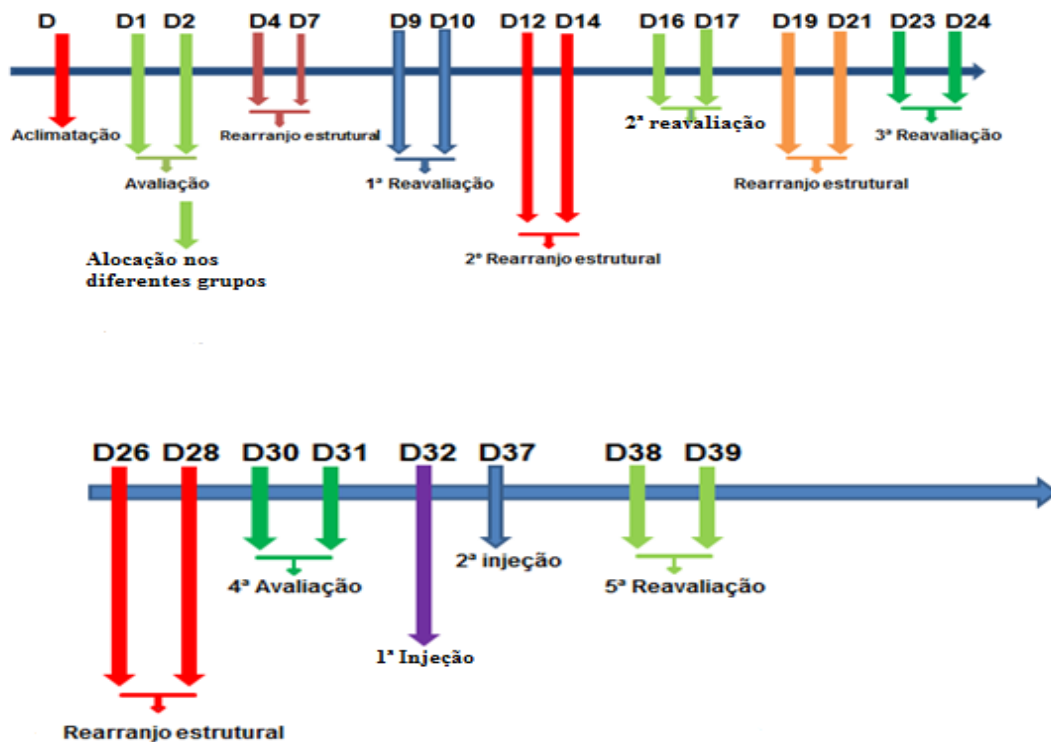 D D1 D2 D4 D7 D9 D10 D12 D14 D16 D17 D19 D21 D23 D24
Aclimatação
Avaliação
Alocação nos
diferentes grupos
Rearranjo estrutural
1ª Reavaliação
2º Rearranjo estrutural
2ª reavaliação
Rearranjo estrutural
3ª Reavaliação
D26 D28 D30 D31 D32 D37 D38 D39
Rearranjo estrutural
4ª Avaliação
1ª Injeção
2ª injeção
5ª Reavaliação